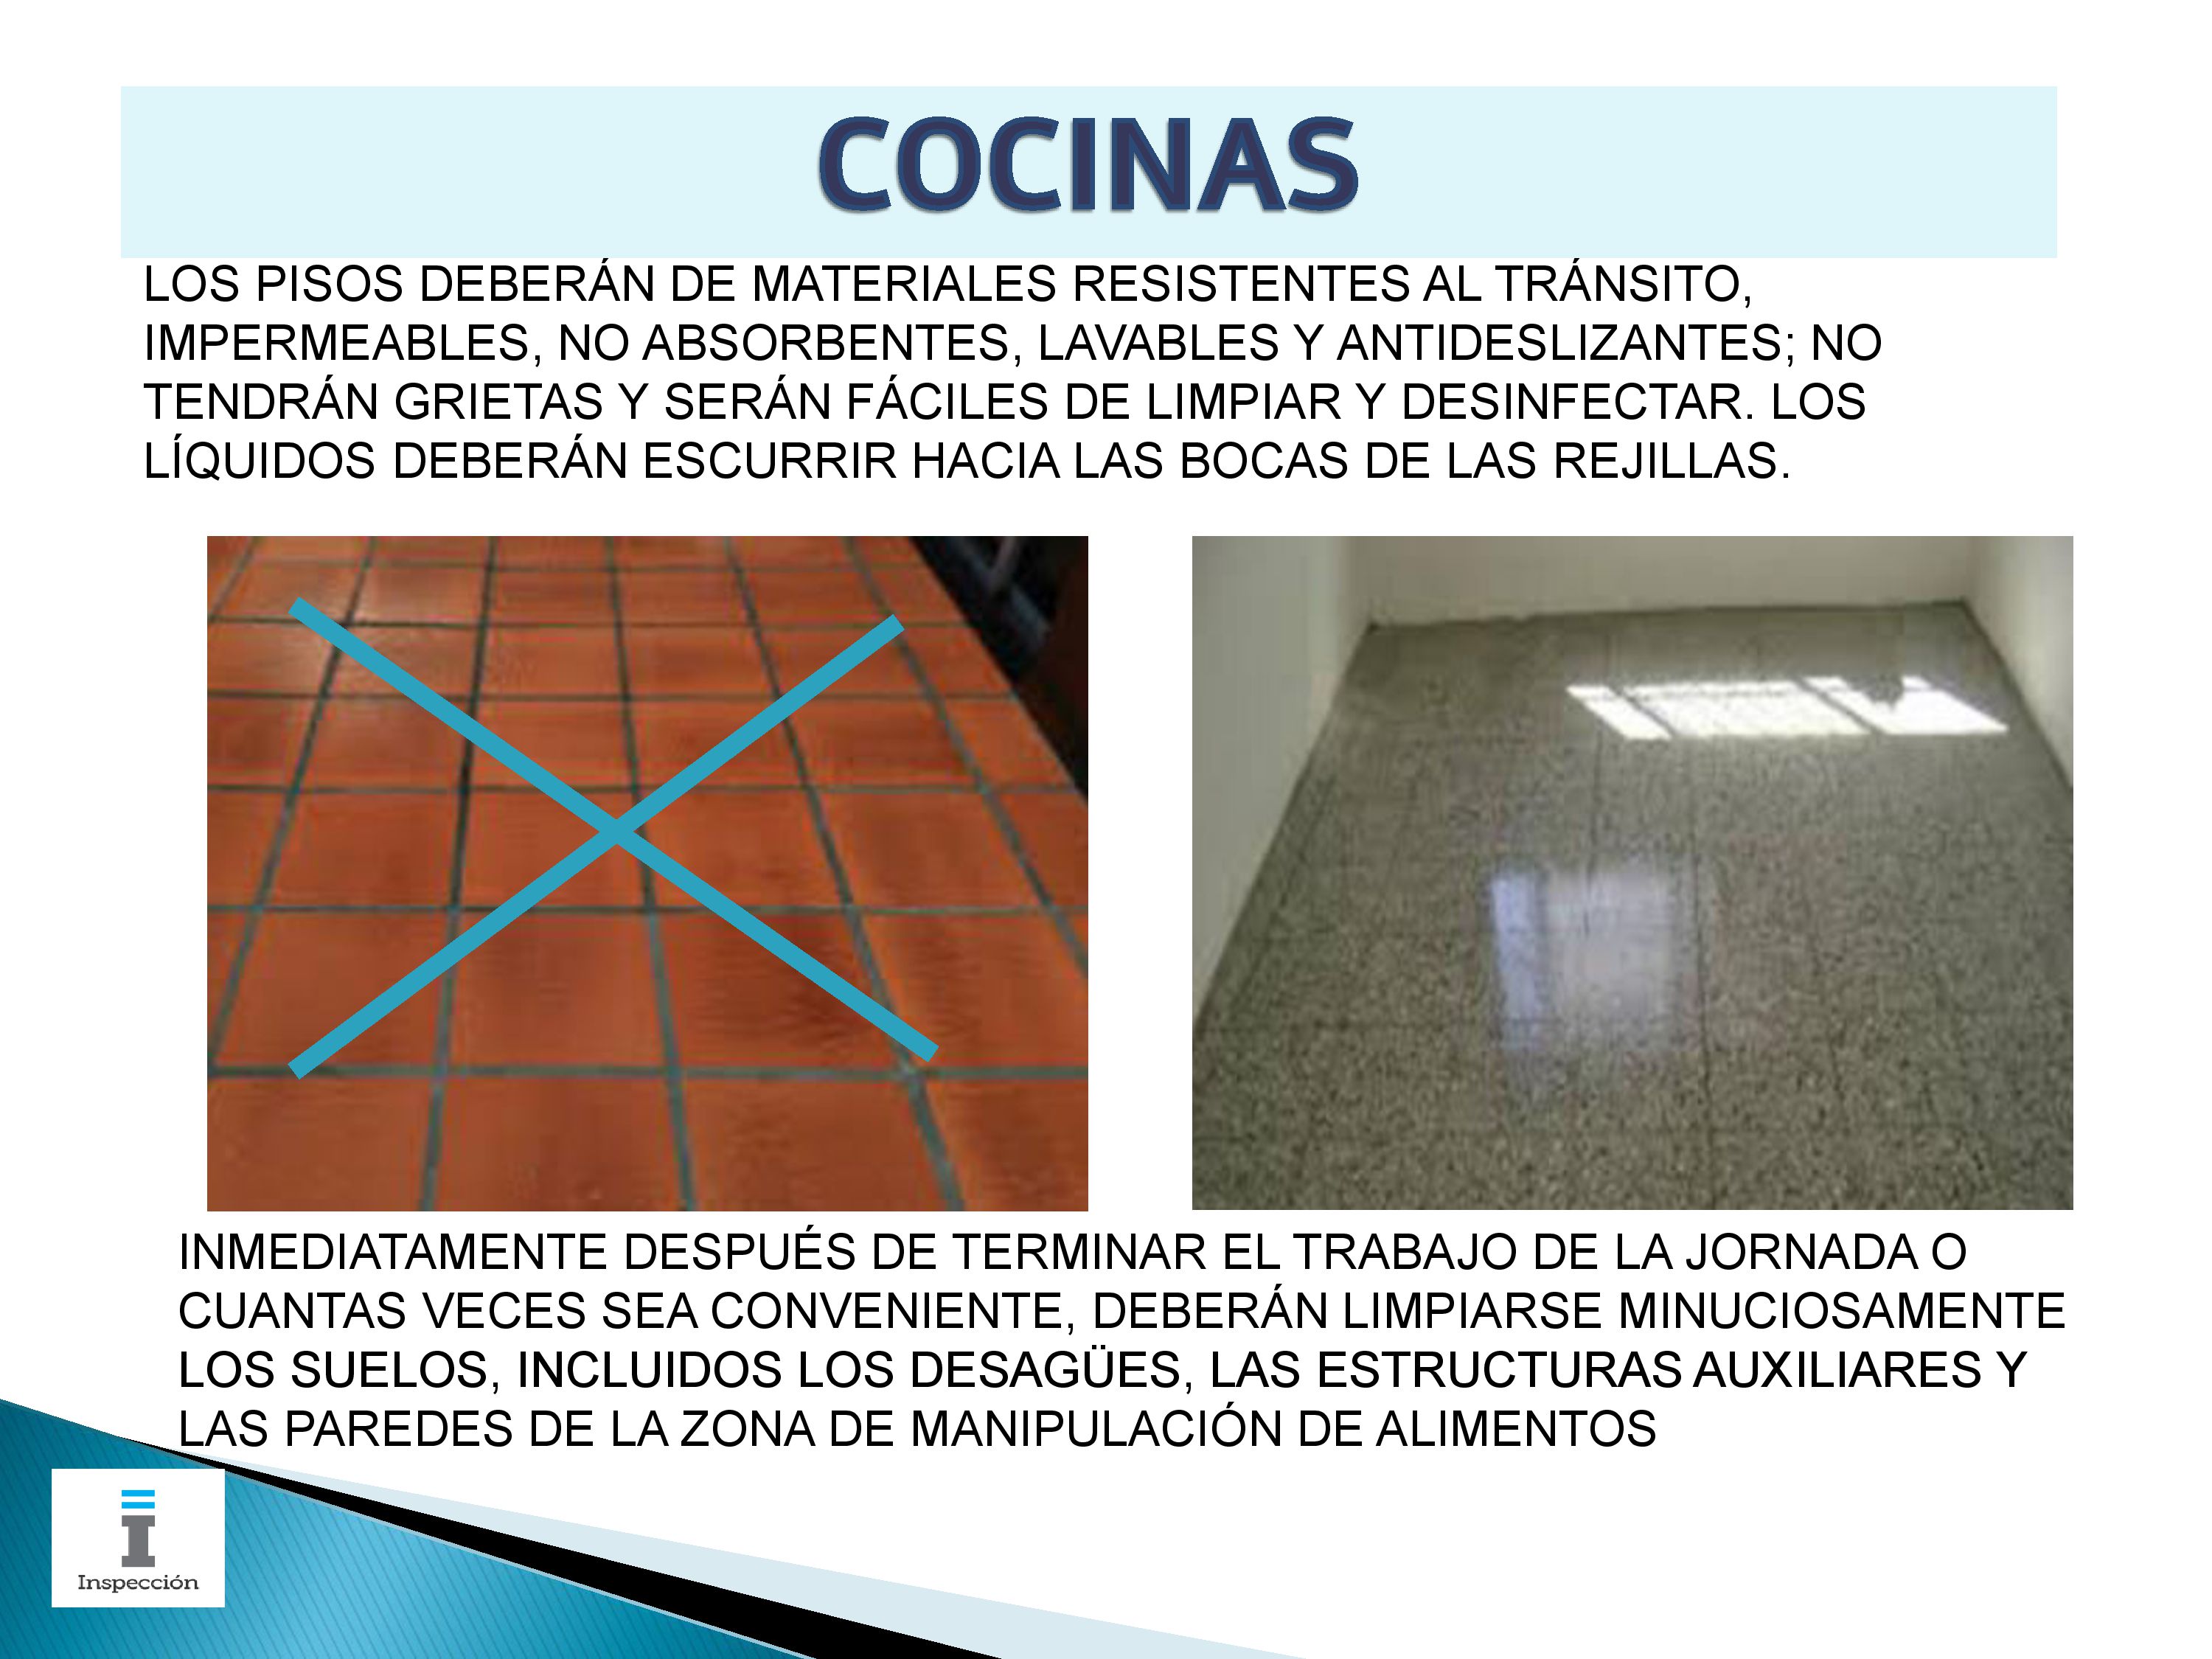 COCINAS
LOS PISOS DEBERÁN DE MATERIALES RESISTENTES AL TRÁNSITO,
IMPERMEABLES, NO ABSORBENTES, LAVABLES Y ANTIDESLIZANTES; NO
TENDRÁN GRIETAS Y SERÁN FÁCILES DE LIMPIAR Y DESINFECTAR. LOS
LÍQUIDOS DEBERÁN ESCURRIR HACIA LAS BOCAS DE LAS REJILLAS.
INMEDIATAMENTE DESPUÉS DE TERMINAR EL TRABAJO DE LA JORNADA O
CUANTAS VECES SEA CONVENIENTE, DEBERÁN LIMPIARSE MINUCIOSAMENTE
LOS SUELOS, INCLUIDOS LOS DESAGÜES, LAS ESTRUCTURAS AUXILIARES Y
LAS PAREDES DE LA ZONA DE MANIPULACIÓN DE ALIMENTOS
Inspección